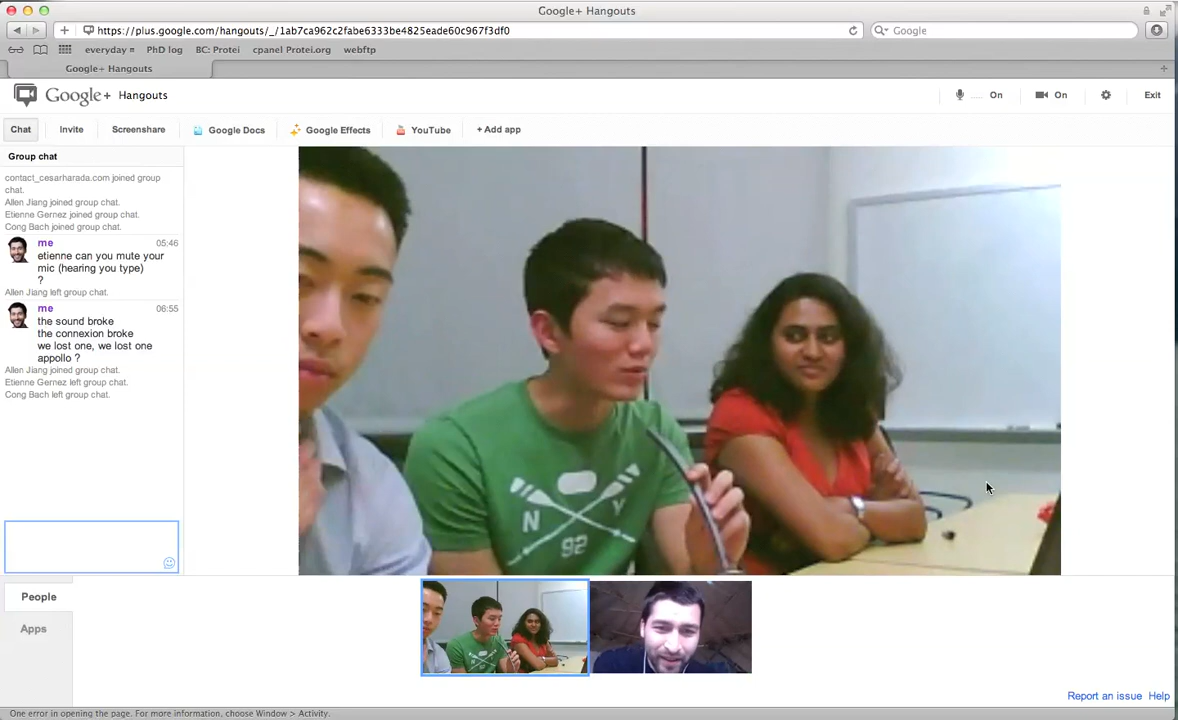 Google+ Hangouts
https://plus.google.com/hangouts/_/1ab7ca962c2fabe6333be4825eade60c967f3df0
Google
everyday
PhD log
BC: Protei
cpanel Protei.org
webftp
Google+ Hangouts
Google+ Hangouts
On
On
Exit
Chat
Invite
Screenshare
Google Docs
Google Effects
YouTube
+ Add app
Group chat
contact_cesarharada.com joined group
chat.
Allen Jiang joined group chat.
Etienne Gernez joined group chat.
Cong Bach joined group chat.
me 05:46
etienne can you mute your
mic (hearing you type)
?
Allen Jiang left group chat.
me 06:55
the sound broke
the connexion broke
we lost one, we lost one
appollo ?
Allen Jiang joined group chat.
Etienne Gernez left group chat.
Cong Bach left group chat.
N Y
92
People
Apps
Report an issue Help
One error in opening the page. For more information, choose Window > Activity.